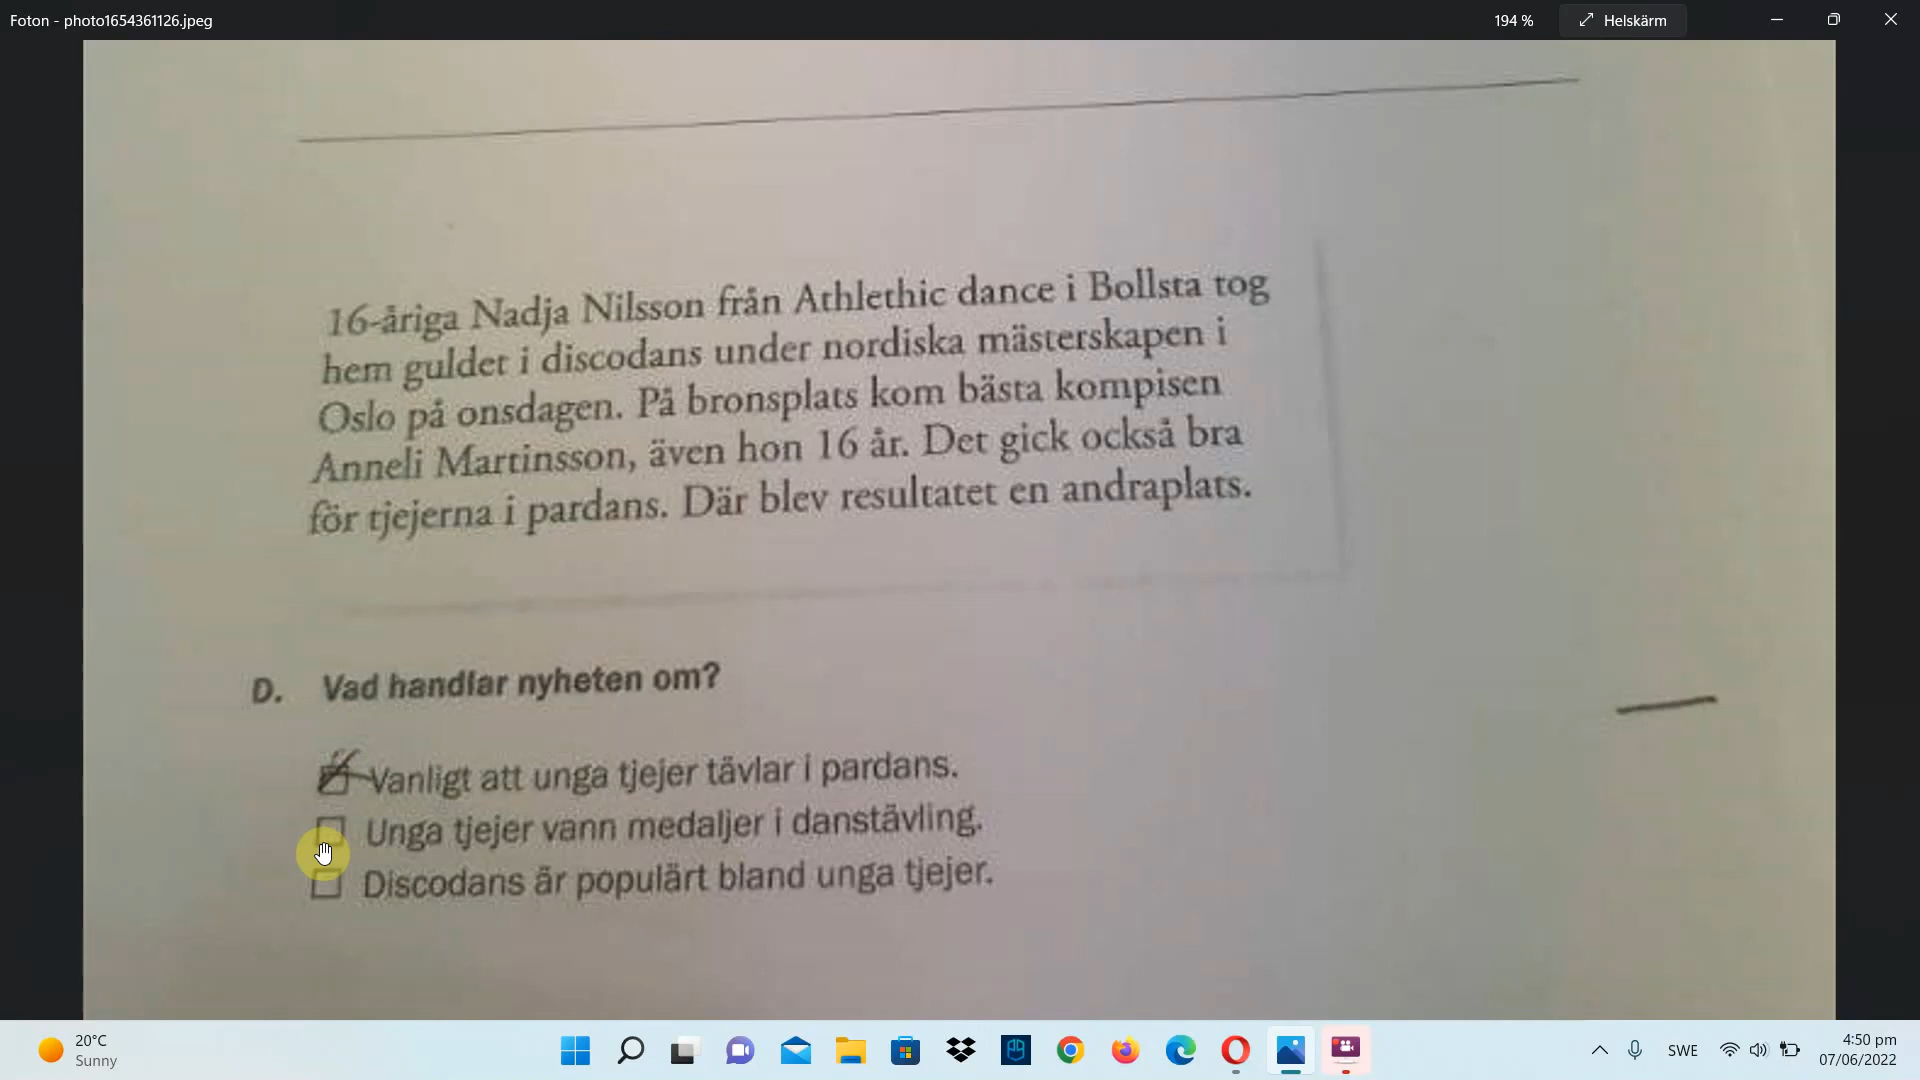 Foton - photo1654361126.jpeg
194 %
Helskärm
16-åriga Nadja Nilsson från Athlethic dance i Bollsta tog
hem guldet i discodans under nordiska mästerskapen i
Oslo på onsdagen. På bronsplats kom bästa kompisen
Anneli Martinsson, även hon 16 år. Det gick också bra
för tjejerna i pardans. Där blev resultatet en andraplats.
D. Vad handlar nyheten om?
Vanligt att unga tjejer tävlar i pardans.
Unga tjejer vann medaljer i danstävling.
Discodans är populärt bland unga tjejer.
20°C
Sunny
SWE
4:50 pm
07/06/2022